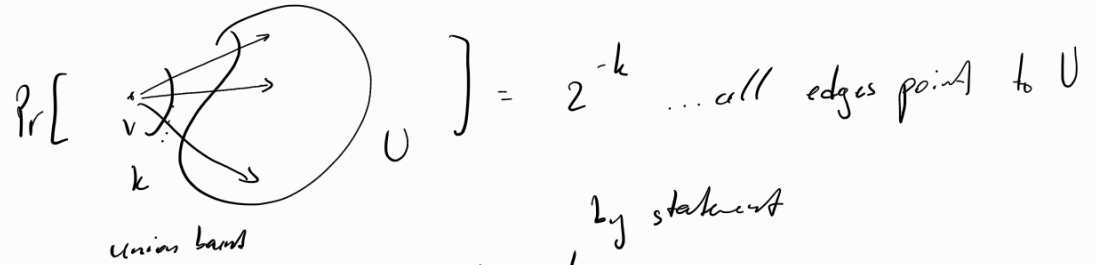 Pr[ v k U ] = 2^{-k} ... all edges point to U
by statement
union bound